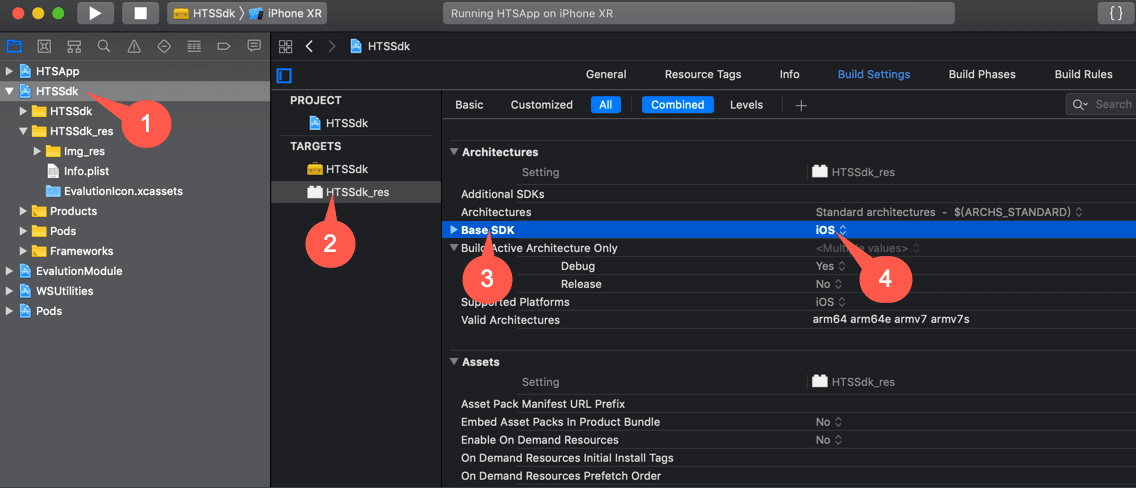 HTSSdk 〉 iPhone XR
Running HTSApp on iPhone XR
{ }
HTSSdk
General Resource Tags Info Build Settings Build Phases Build Rules
Basic Customized All Combined Levels + Search
HTSApp
HTSSdk
HTSSdk
HTSSdk_res
Img_res
Info.plist
EvalutionIcon.xcassets
Products
Pods
Frameworks
EvalutionModule
WSUtilities
Pods
1
PROJECT
HTSSdk
TARGETS
HTSSdk
HTSSdk_res
2
Architectures
Setting HTSSdk_res
Additional SDKs
Architectures Standard architectures - $(ARCHS_STANDARD)
Base SDK iOS
Build Active Architecture Only <Multiple values>
Debug Yes
Release No
Supported Platforms iOS
Valid Architectures arm64 arm64e armv7 armv7s
3
4
Assets
Setting HTSSdk_res
Asset Pack Manifest URL Prefix
Embed Asset Packs In Product Bundle No
Enable On Demand Resources No
On Demand Resources Initial Install Tags
On Demand Resources Prefetch Order